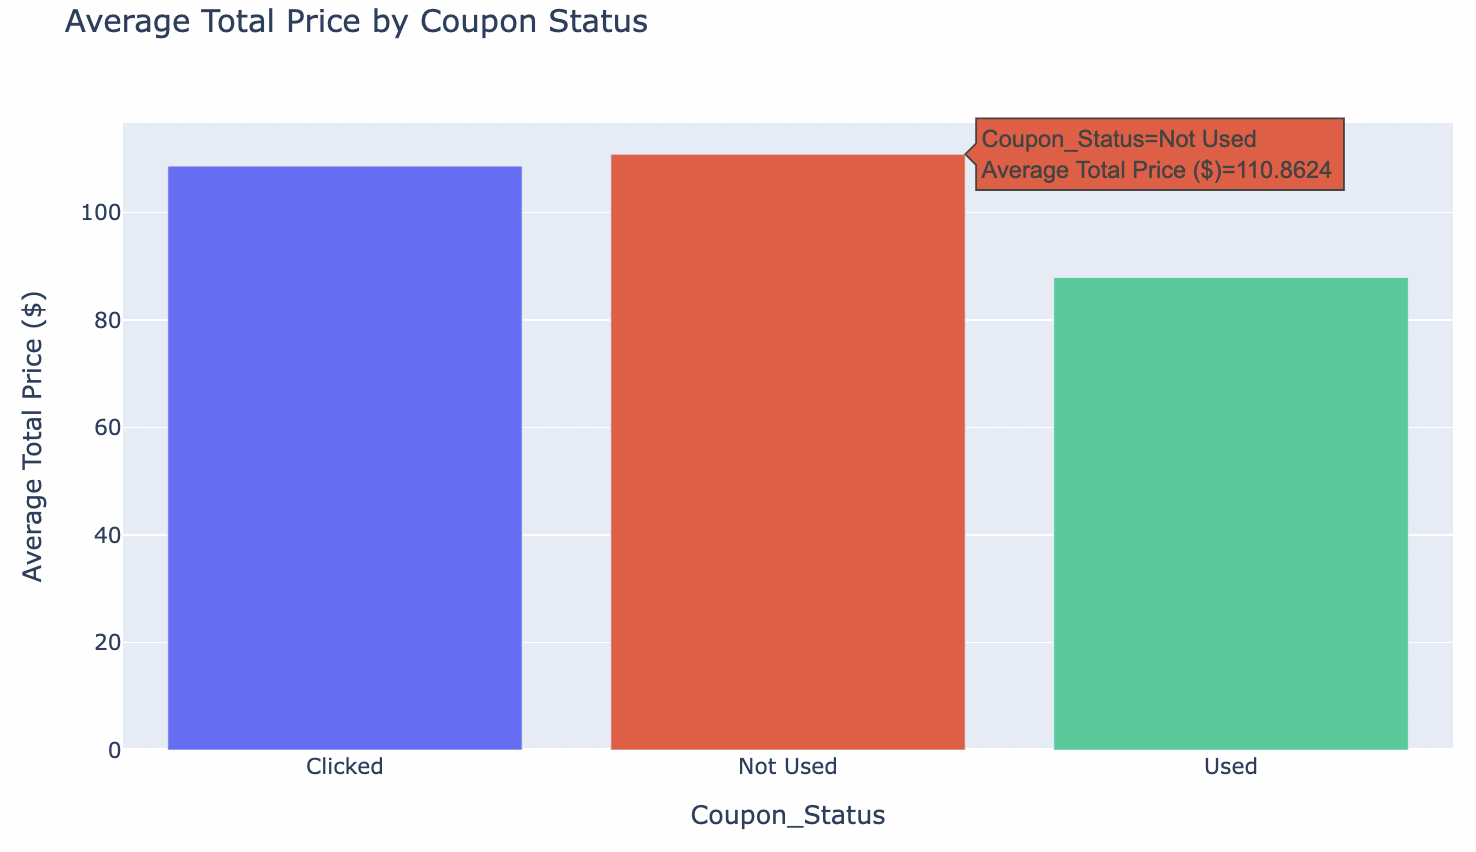 Average Total Price by Coupon Status
Coupon_Status=Not Used
Average Total Price ($)=110.8624
Average Total Price ($)
100
80
60
40
20
0
Clicked
Not Used
Used
Coupon_Status